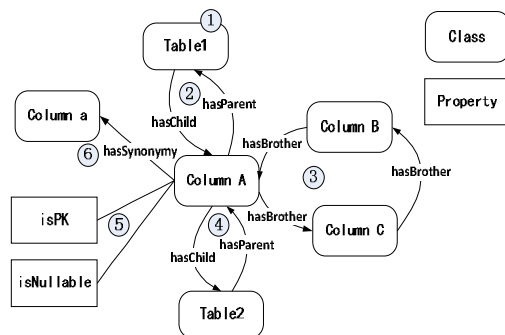 1
Table1
Class
2
hasParent
hasChild
Property
Column a
Column B
hasBrother
6
hasSynonymy
3
hasBrother
Column A
hasBrother
isPK
5
4
Column C
hasParent
hasChild
isNullable
Table2